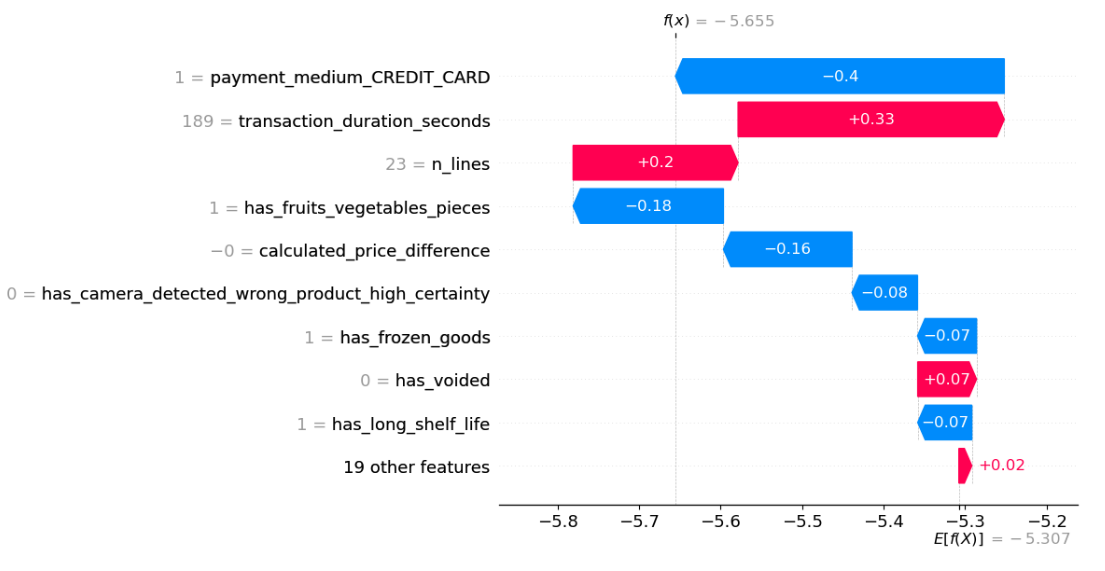 f(x) = −5.655
1 = payment_medium_CREDIT_CARD
−0.4
189 = transaction_duration_seconds
+0.33
23 = n_lines
+0.2
1 = has_fruits_vegetables_pieces
−0.18
−0 = calculated_price_difference
−0.16
0 = has_camera_detected_wrong_product_high_certainty
−0.08
1 = has_frozen_goods
−0.07
0 = has_voided
+0.07
1 = has_long_shelf_life
−0.07
19 other features
+0.02
−5.8 −5.7 −5.6 −5.5 −5.4 −5.3 −5.2
E[f(X)] = −5.307